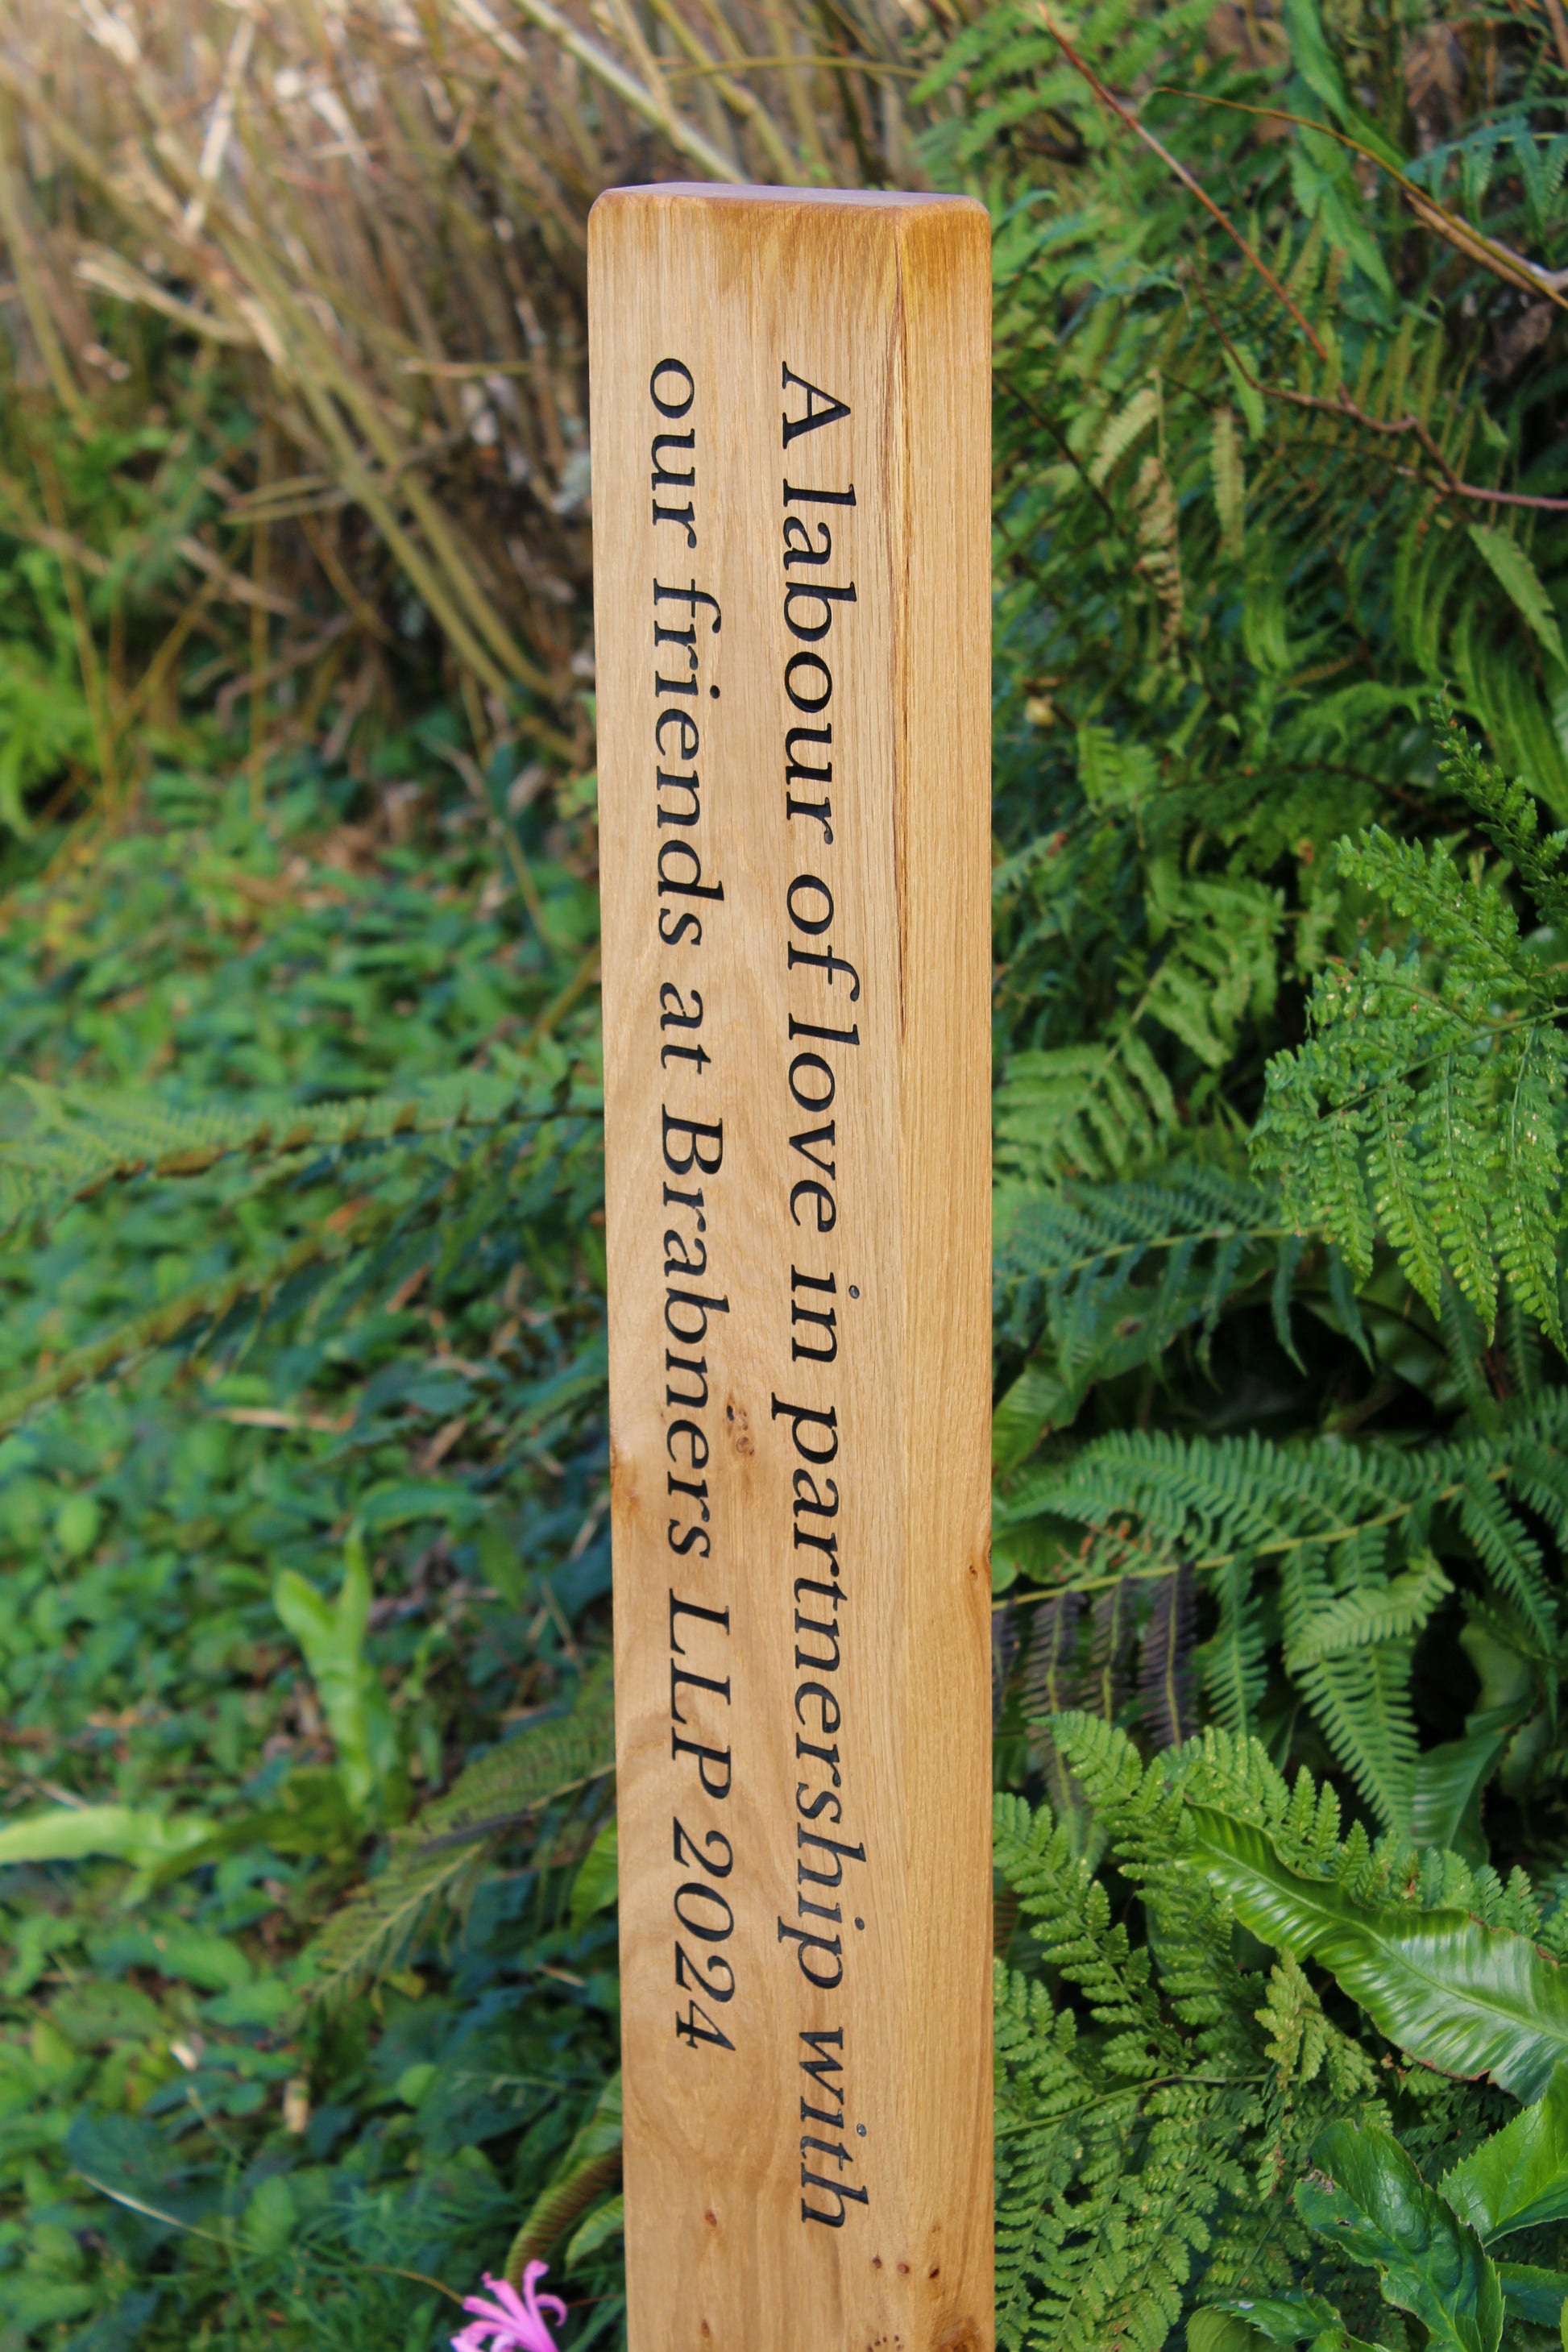 A labour of love in partnership with
our friends at Brabners LLP 2024